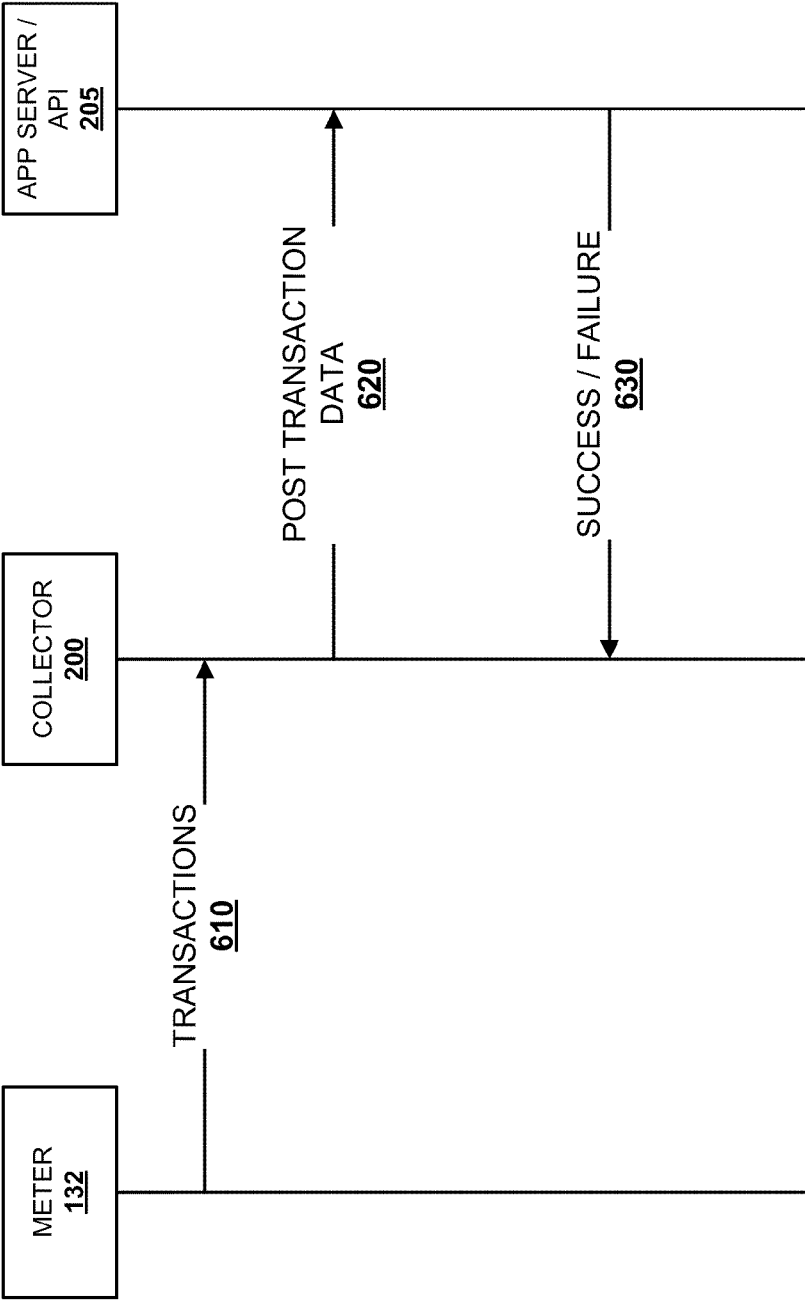 METER
132
COLLECTOR
200
APP SERVER /
API
205
TRANSACTIONS
610
POST TRANSACTION
DATA
620
SUCCESS / FAILURE
630